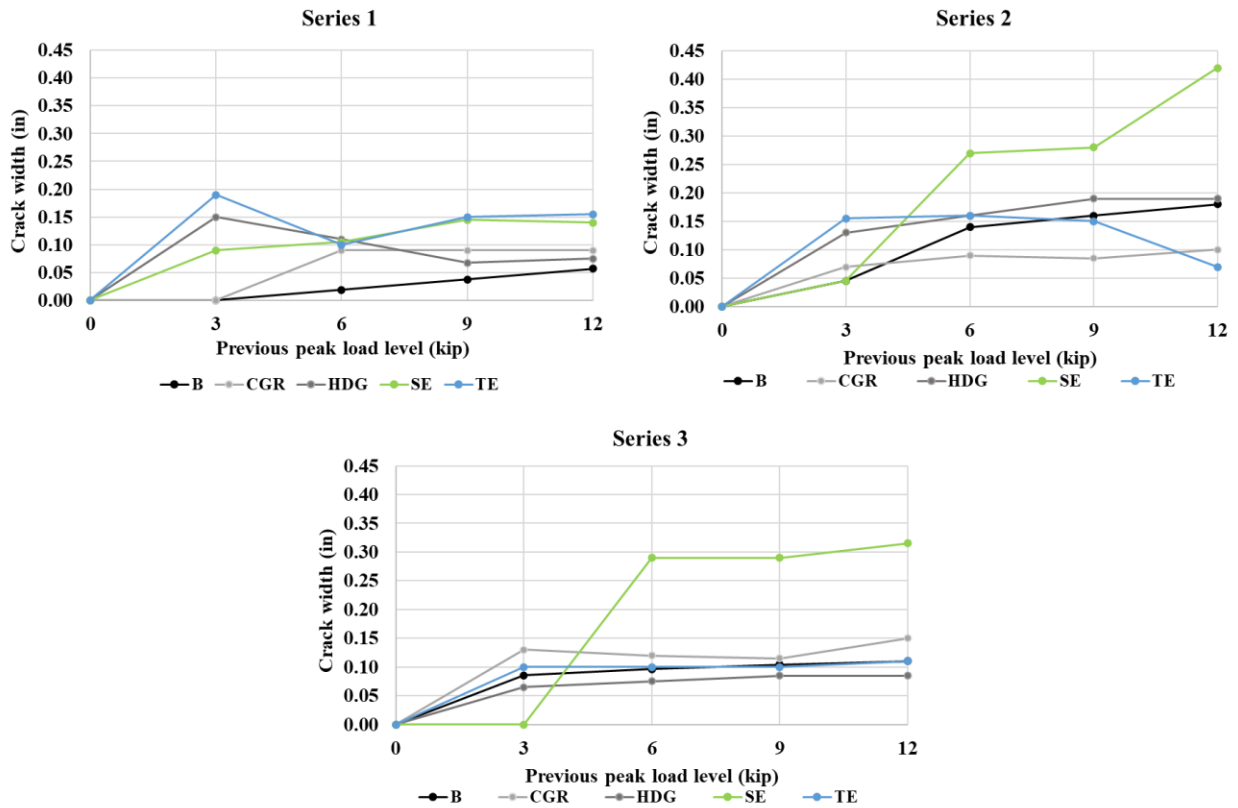 Series 1
0.45
0.40
0.35
0.30
0.25
0.20
0.15
0.10
0.05
0.00
Crack width (in)
0 3 6 9 12
Previous peak load level (kip)
B CGR HDG SE TE
Series 2
0.45
0.40
0.35
0.30
0.25
0.20
0.15
0.10
0.05
0.00
Crack width (in)
0 3 6 9 12
Previous peak load level (kip)
B CGR HDG SE TE
Series 3
0.45
0.40
0.35
0.30
0.25
0.20
0.15
0.10
0.05
0.00
Crack width (in)
0 3 6 9 12
Previous peak load level (kip)
B CGR HDG SE TE